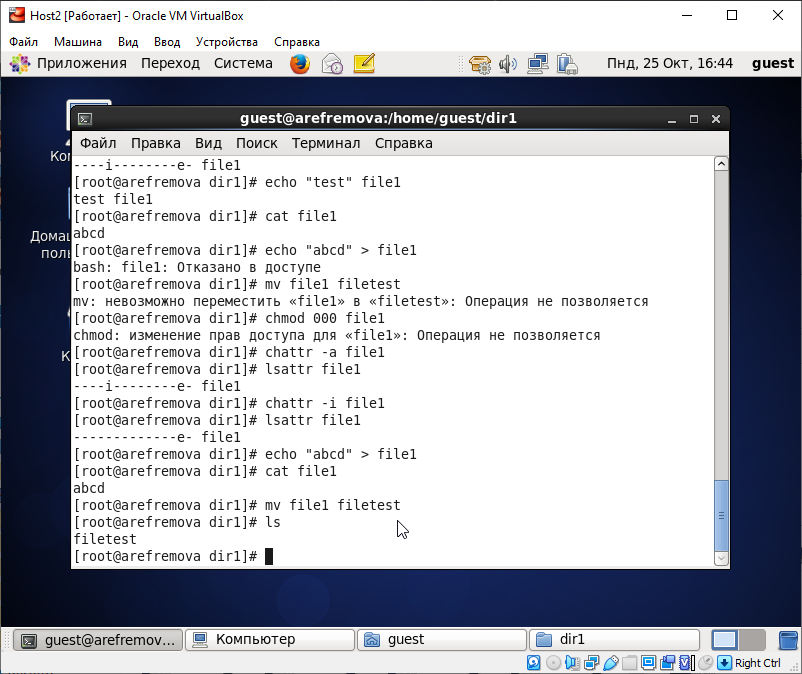 Host2 [Работает] - Oracle VM VirtualBox
Файл Машина Вид Ввод Устройства Справка
Приложения Переход Система Пнд, 25 Окт, 16:44 guest
guest@arefremova:/home/guest/dir1
Файл Правка Вид Поиск Терминал Справка
----i--------e- file1
[root@arefremova dir1]# echo "test" file1
test file1
[root@arefremova dir1]# cat file1
abcd
[root@arefremova dir1]# echo "abcd" > file1
bash: file1: Отказано в доступе
[root@arefremova dir1]# mv file1 filetest
mv: невозможно переместить «file1» в «filetest»: Операция не позволяется
[root@arefremova dir1]# chmod 000 file1
chmod: изменение прав доступа для «file1»: Операция не позволяется
[root@arefremova dir1]# chattr -a file1
[root@arefremova dir1]# lsattr file1
----i--------e- file1
[root@arefremova dir1]# chattr -i file1
[root@arefremova dir1]# lsattr file1
-------------e- file1
[root@arefremova dir1]# echo "abcd" > file1
[root@arefremova dir1]# cat file1
abcd
[root@arefremova dir1]# mv file1 filetest
[root@arefremova dir1]# ls
filetest
[root@arefremova dir1]#
guest@arefremov... Компьютер guest dir1
Right Ctrl